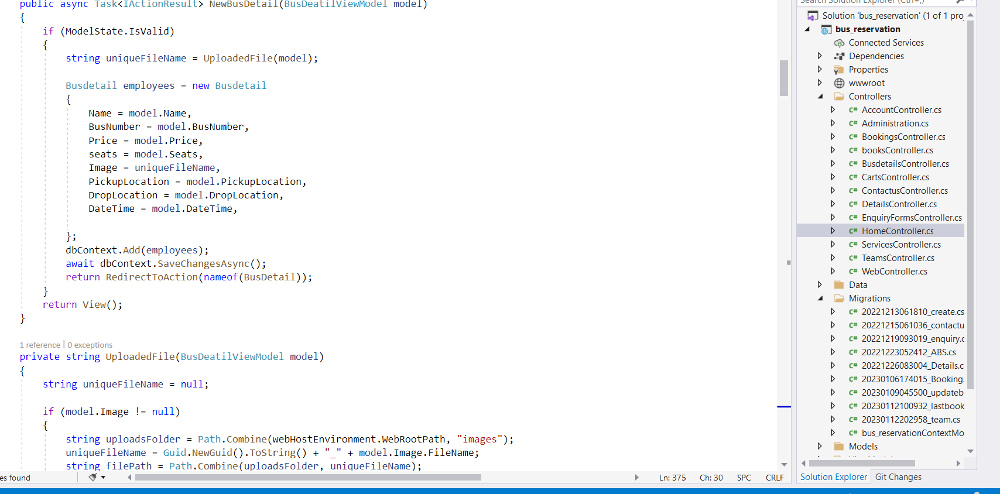 public async Task<IActionResult> NewBusDetail(BusDeatilViewModel model)
{
if (ModelState.IsValid)
{
string uniqueFileName = UploadedFile(model);
Busdetail employees = new Busdetail
{
Name = model.Name,
BusNumber = model.BusNumber,
Price = model.Price,
seats = model.Seats,
Image = uniqueFileName,
PickupLocation = model.PickupLocation,
DropLocation = model.DropLocation,
DateTime = model.DateTime,
};
dbContext.Add(employees);
await dbContext.SaveChangesAsync();
return RedirectToAction(nameof(BusDetail));
}
return View();
}
1 reference | 0 exceptions
private string UploadedFile(BusDeatilViewModel model)
{
string uniqueFileName = null;
if (model.Image != null)
{
string uploadsFolder = Path.Combine(webHostEnvironment.WebRootPath, "images");
uniqueFileName = Guid.NewGuid().ToString() + "_" + model.Image.FileName;
string filePath = Path.Combine(uploadsFolder, uniqueFileName);
es found
Ln: 375 Ch: 30 SPC CRLF
Search Solution Explorer (Ctrl+;)
Solution 'bus_reservation' (1 of 1 pro
bus_reservation
Connected Services
Dependencies
Properties
wwwroot
Controllers
C# AccountController.cs
C# Administration.cs
C# BookingsController.cs
C# booksController.cs
C# BusdetailsController.cs
C# CartsController.cs
C# ContactusController.cs
C# DetailsController.cs
C# EnquiryFormsController.cs
C# HomeController.cs
C# ServicesController.cs
C# TeamsController.cs
C# WebController.cs
Data
Migrations
C# 20221213061810_create.cs
C# 20221215061036_contactu
C# 20221219093019_enquiry.c
C# 20221223052412_ABS.cs
C# 20221226083004_Details.c
C# 20230106174015_Booking.
C# 20230109045500_updateb
C# 20230112100932_lastbook
C# 20230112202958_team.cs
C# bus_reservationContextMo
Models
Solution Explorer Git Changes